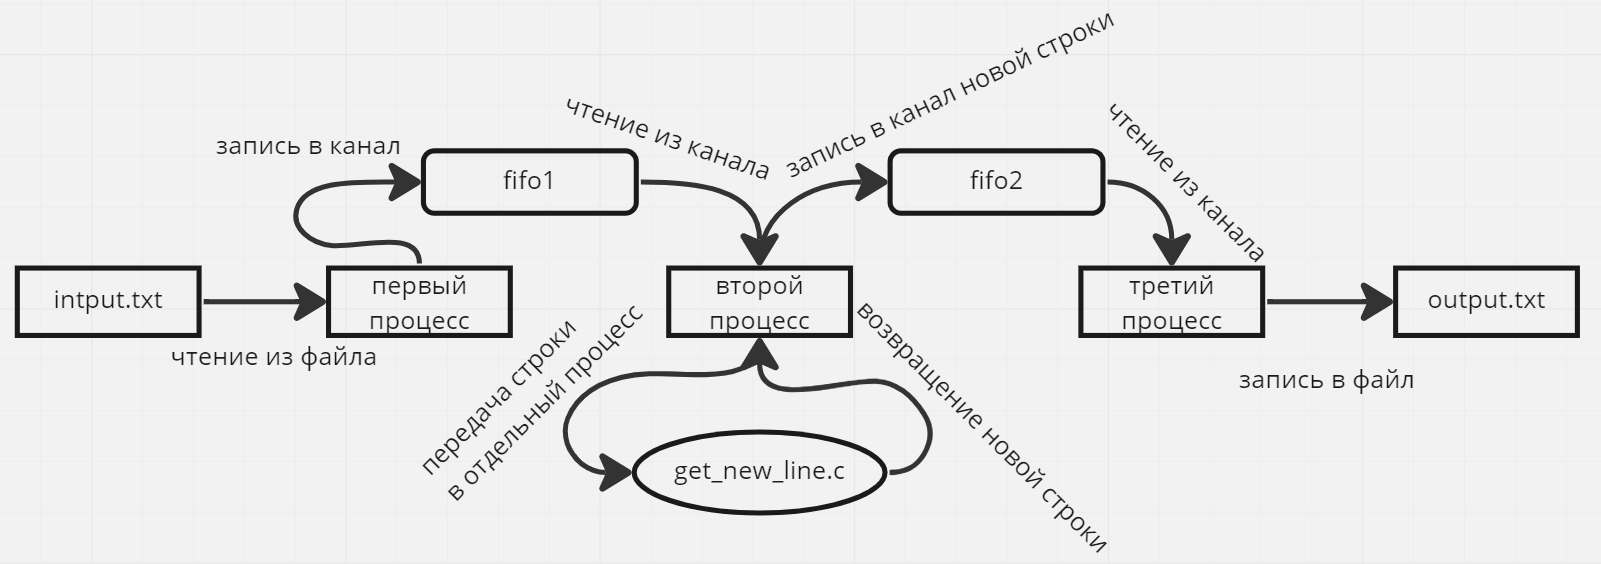 запись в канал
fifo1
чтение из канала
запись в канал новой строки
fifo2
чтение из канала
intput.txt
чтение из файла
первый
процесс
второй
процесс
третий
процесс
output.txt
запись в файл
передача строки
в отдельный процесс
get_new_line.c
возвращение новой строки